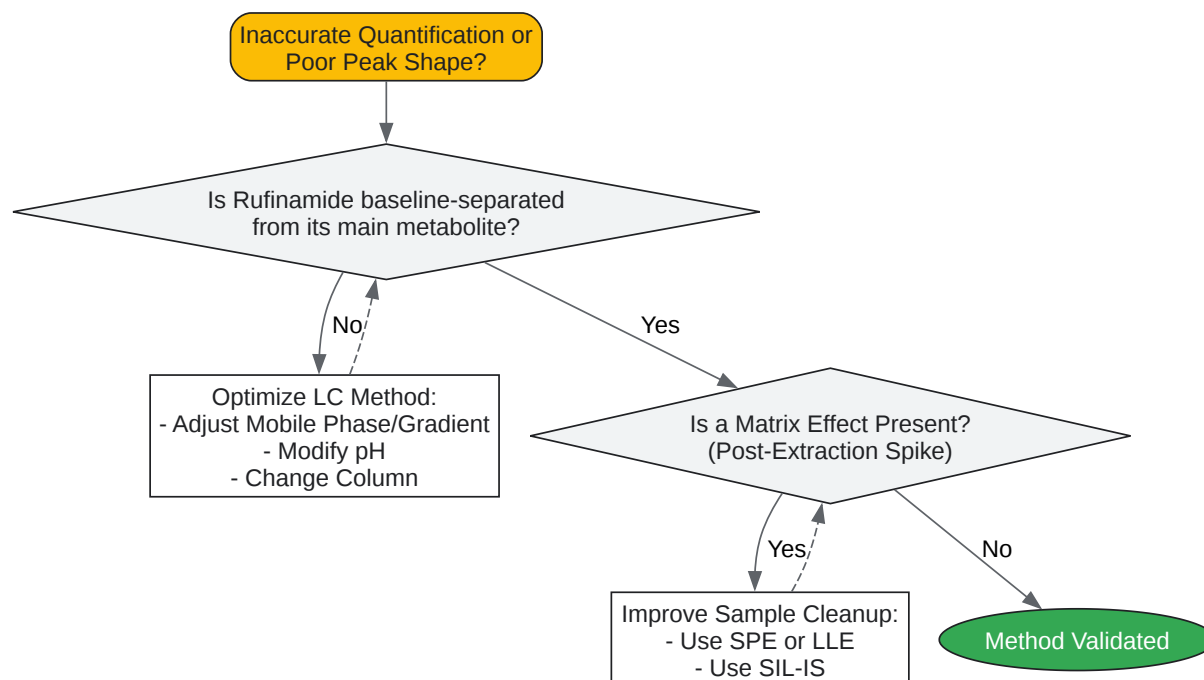 Inaccurate Quantification or
Poor Peak Shape?
Is Rufinamide baseline-separated
from its main metabolite?
No
Yes
Optimize LC Method:
- Adjust Mobile Phase/Gradient
- Modify pH
- Change Column
Is a Matrix Effect Present?
(Post-Extraction Spike)
Yes
No
Improve Sample Cleanup:
- Use SPE or LLE
- Use SIL-IS
Method Validated